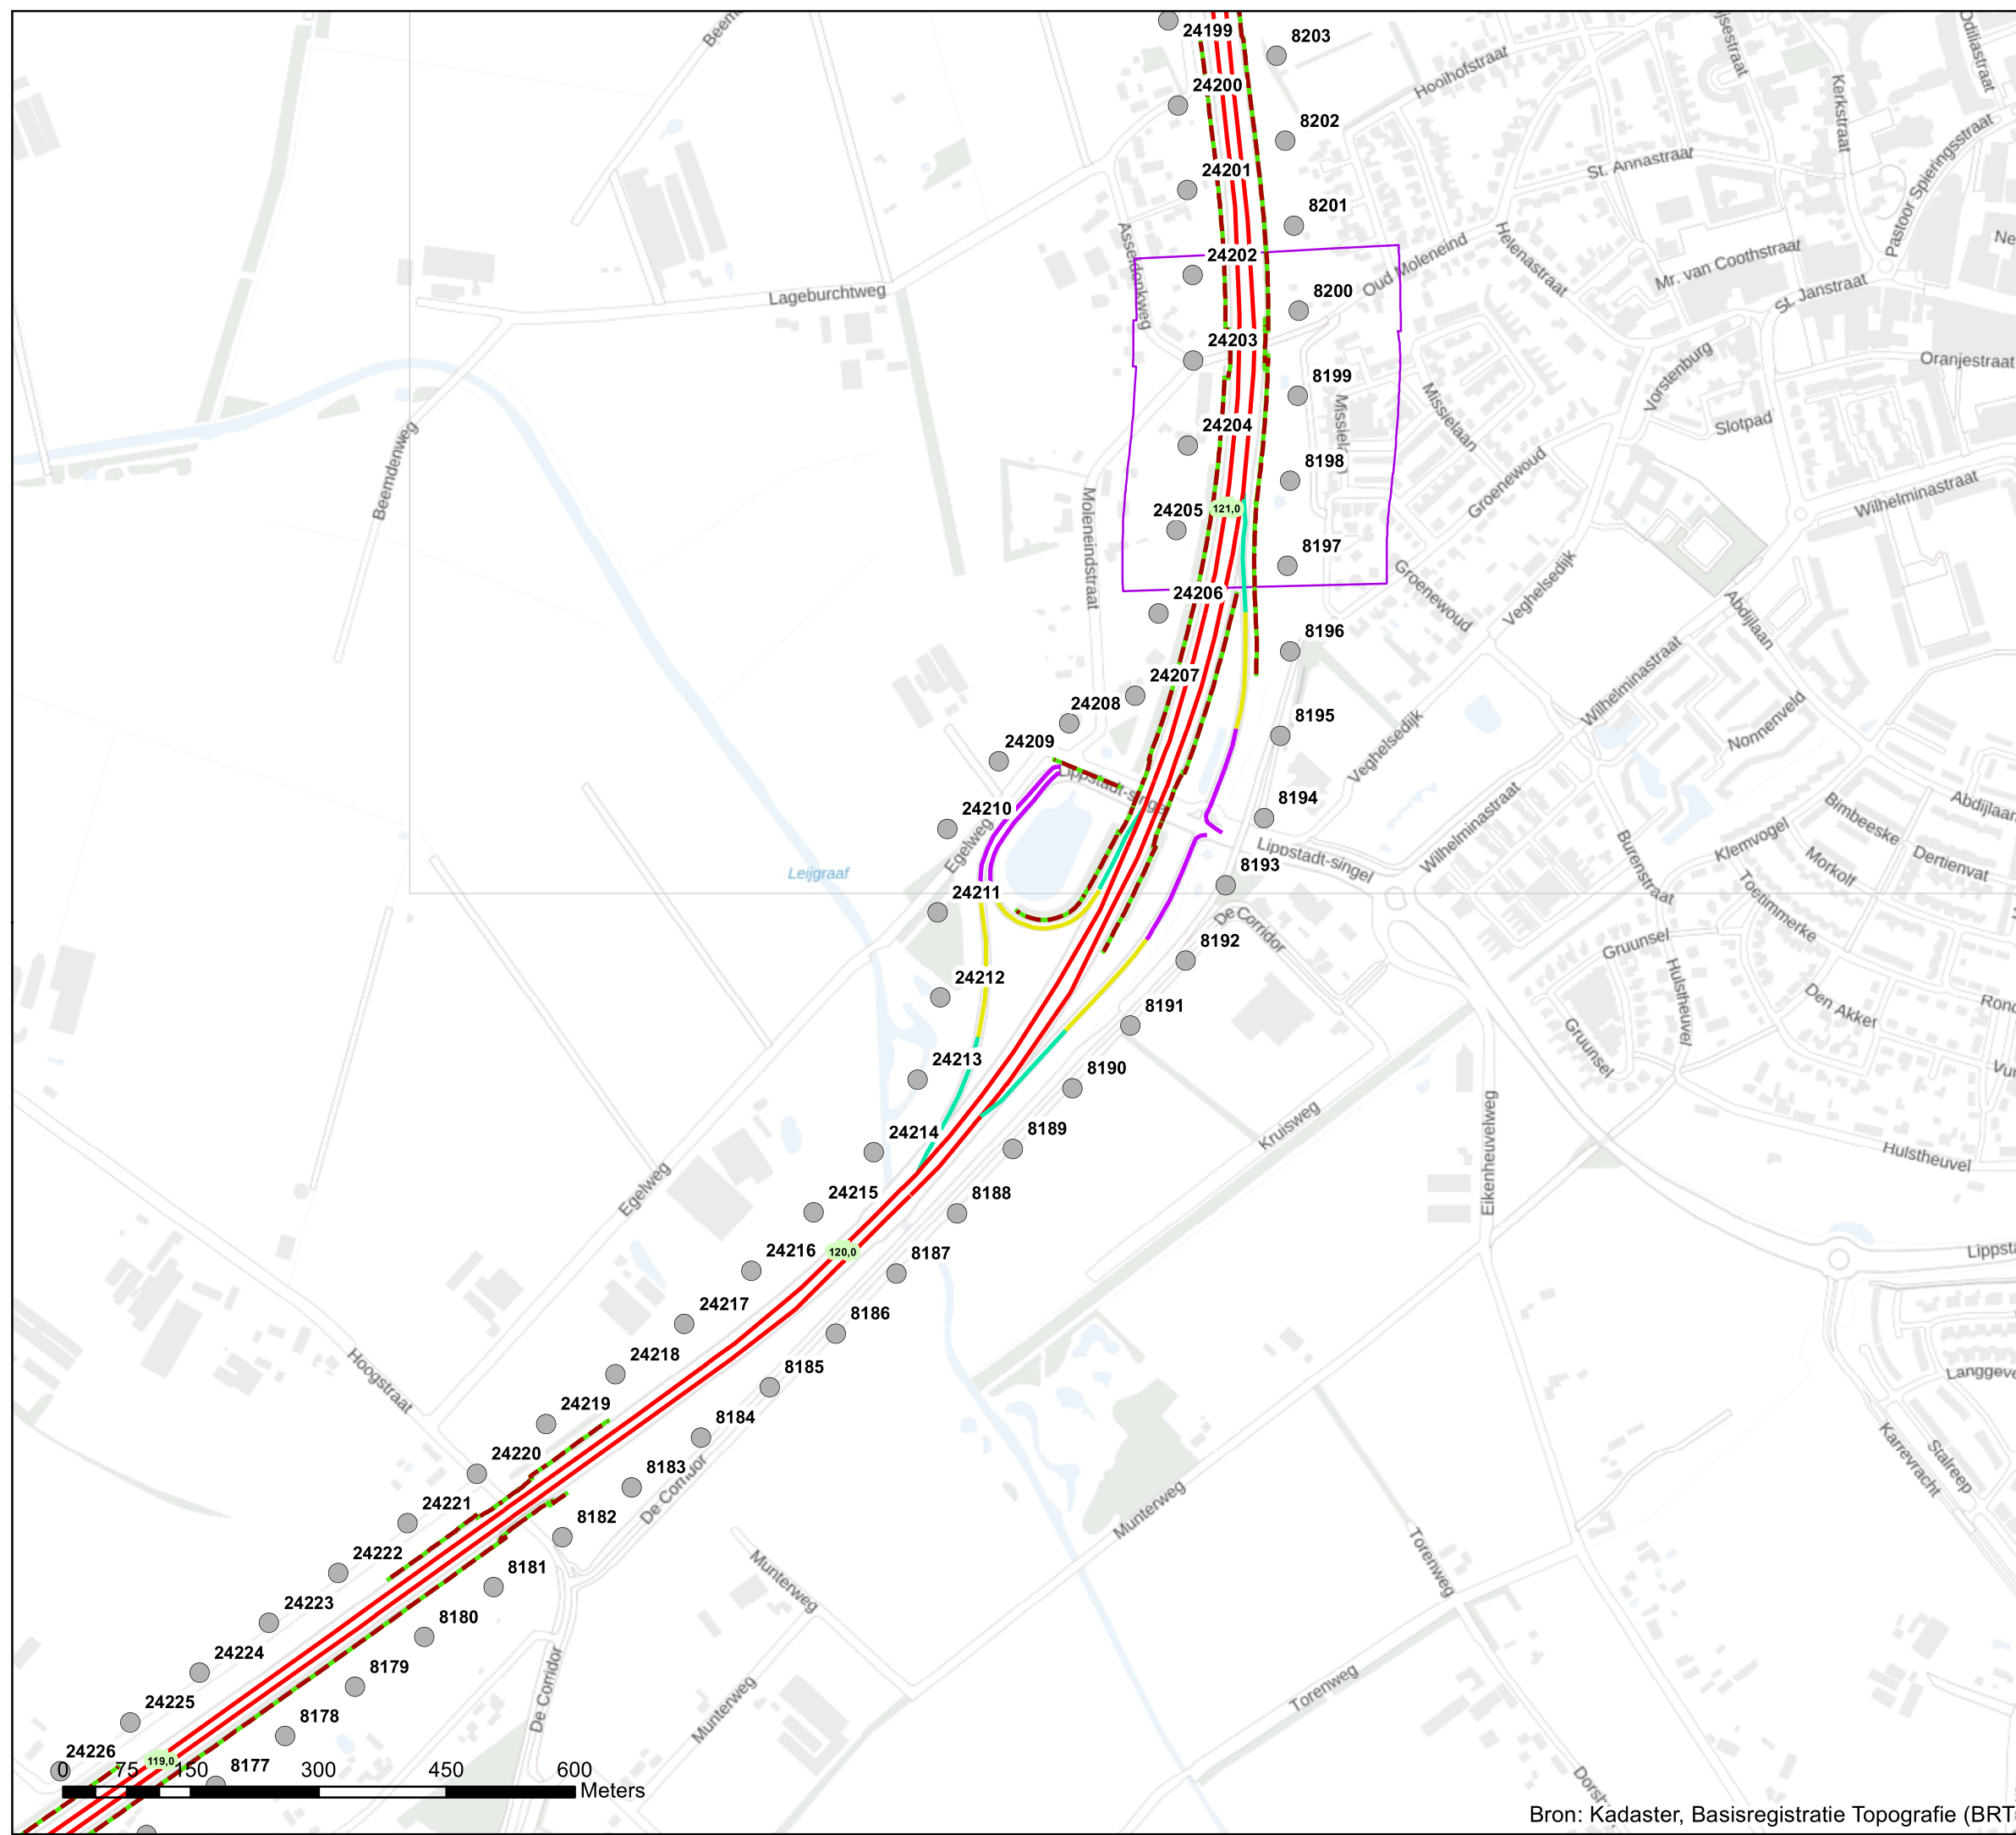 24199
8203
24200
8202
24201
8201
24202
8200
24203
8199
24204
8198
24205
121,0
8197
24206
8196
24207
24208
8195
24209
24210
8194
24211
8193
24212
8192
8191
24213
8190
24214
8189
24215
8188
24216
120,0
8187
24217
8186
24218
8185
24219
8184
24220
8183
24221
8182
24222
8181
24223
8180
24224
8179
24225
8178
24226
119,0
8177
0 75 150 300 450 600
Meters
Hooihofstraat
Kerkstraat
Odiliastraat
Pastoor Spieringsstraat
St. Annastraat
Helenastraat
Mr. van Coothstraat
St. Janstraat
Oud Moleneind
Asseldonkweg
Lageburchtweg
Beemdenweg
Oranjestraat
Vorstenburg
Slotpad
Missielaan
Groenewoud
Wilhelminastraat
Moleneindstraat
Groenewoud
Veghelsedijk
Abdijlaan
Wilhelminastraat
Nonnenveld
Veghelsedijk
Lippstadt-singel
Egelweg
Leijgraaf
Lippstadt-singel
Wilhelminastraat
Burenstraat
Klemvogel
Bimbeeske
Abdijlaan
Morkolf
Dertienvat
Toetimmerke
De Corridor
Gruunsel
Hulstheuvel
Den Akker
Gruunsel
Kruisweg
Eikenheuvelweg
Hulstheuvel
Egelweg
Hoogstraat
De Corridor
Munterweg
Munterweg
Munterweg
De Corridor
Torenweg
Torenweg
Karrevracht
Stalreep
Bron: Kadaster, Basisregistratie Topografie (BRT